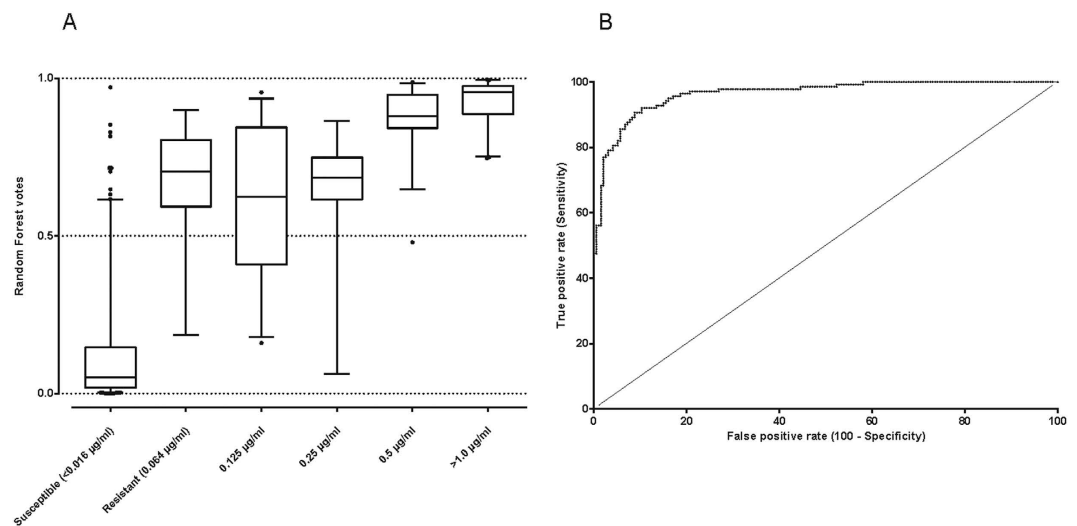 A
B
1.0
0.5
0.0
Random Forest votes
Susceptible (<0.016 µg/ml)
Resistant (0.064 µg/ml)
0.125 µg/ml
0.25 µg/ml
0.5 µg/ml
>1.0 µg/ml
100
80
60
40
20
0
True positive rate (Sensitivity)
0
20
40
60
80
100
False positive rate (100 - Specificity)